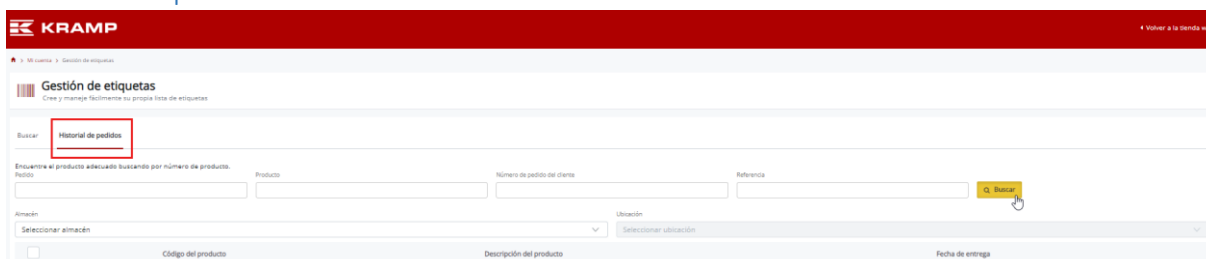 KRAMP
Volver a la tienda w
Mi cuenta > Gestión de etiquetas
Gestión de etiquetas
Cree y maneje fácilmente su propia lista de etiquetas
Buscar Historial de pedidos
Encuentre el producto adecuado buscando por número de producto.
Pedido Producto Número de pedido del cliente Referencia
Buscar
Almacén Ubicación
Seleccionar almacén Seleccionar ubicación
Código del producto Descripción del producto Fecha de entrega